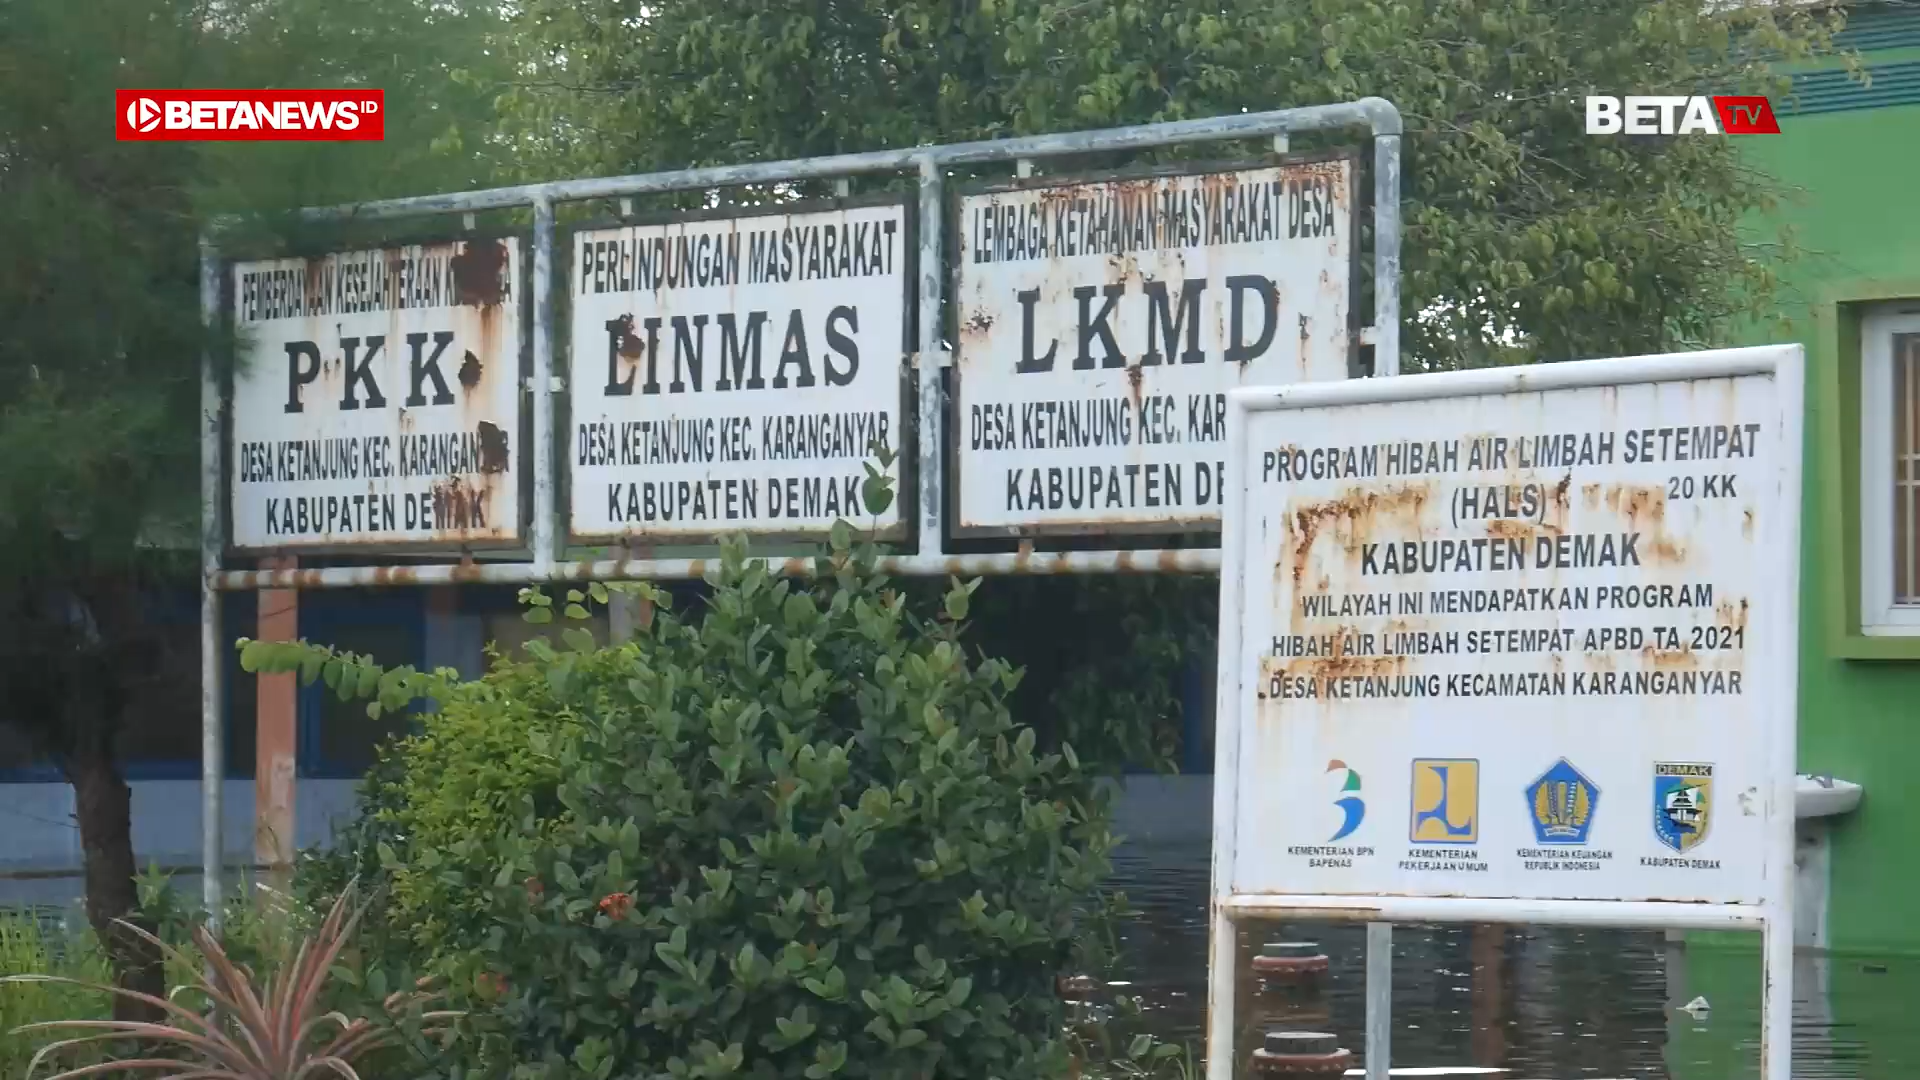 BETANEWS ID
BETA TV
PEMBERDAYAAN KESEJAHTERAAN
PKK
DESA KETANJUNG KEC.
KABUPATEN DEMAK
PERLINDUNGAN MASYARAKAT
LINMAS
DESA KETANJUNG KEC. KARANGANYAR
KABUPATEN DEMAK
LEMBAGA KETAHANAN MASYARAKAT DESA
LKMD
DESA KETANJUNG KEC. KAR
KABUPATEN DE
PROGRAM HIBAH AIR LIMBAH SETEMPAT
(HALS) 20 KK
KABUPATEN DEMAK
WILAYAH INI MENDAPATKAN PROGRAM
HIBAH AIR LIMBAH SETEMPAT APBD TA 2021
DESA KETANJUNG KECAMATAN KARANGANYAR
KEMENTERIAN BPN
BAPENAS
KEMENTERIAN
PEKERJAAN UMUM
KEMENTERIAN KEUANGAN
REPUBLIK INDONESIA
DEMAK
KABUPATEN DEMAK